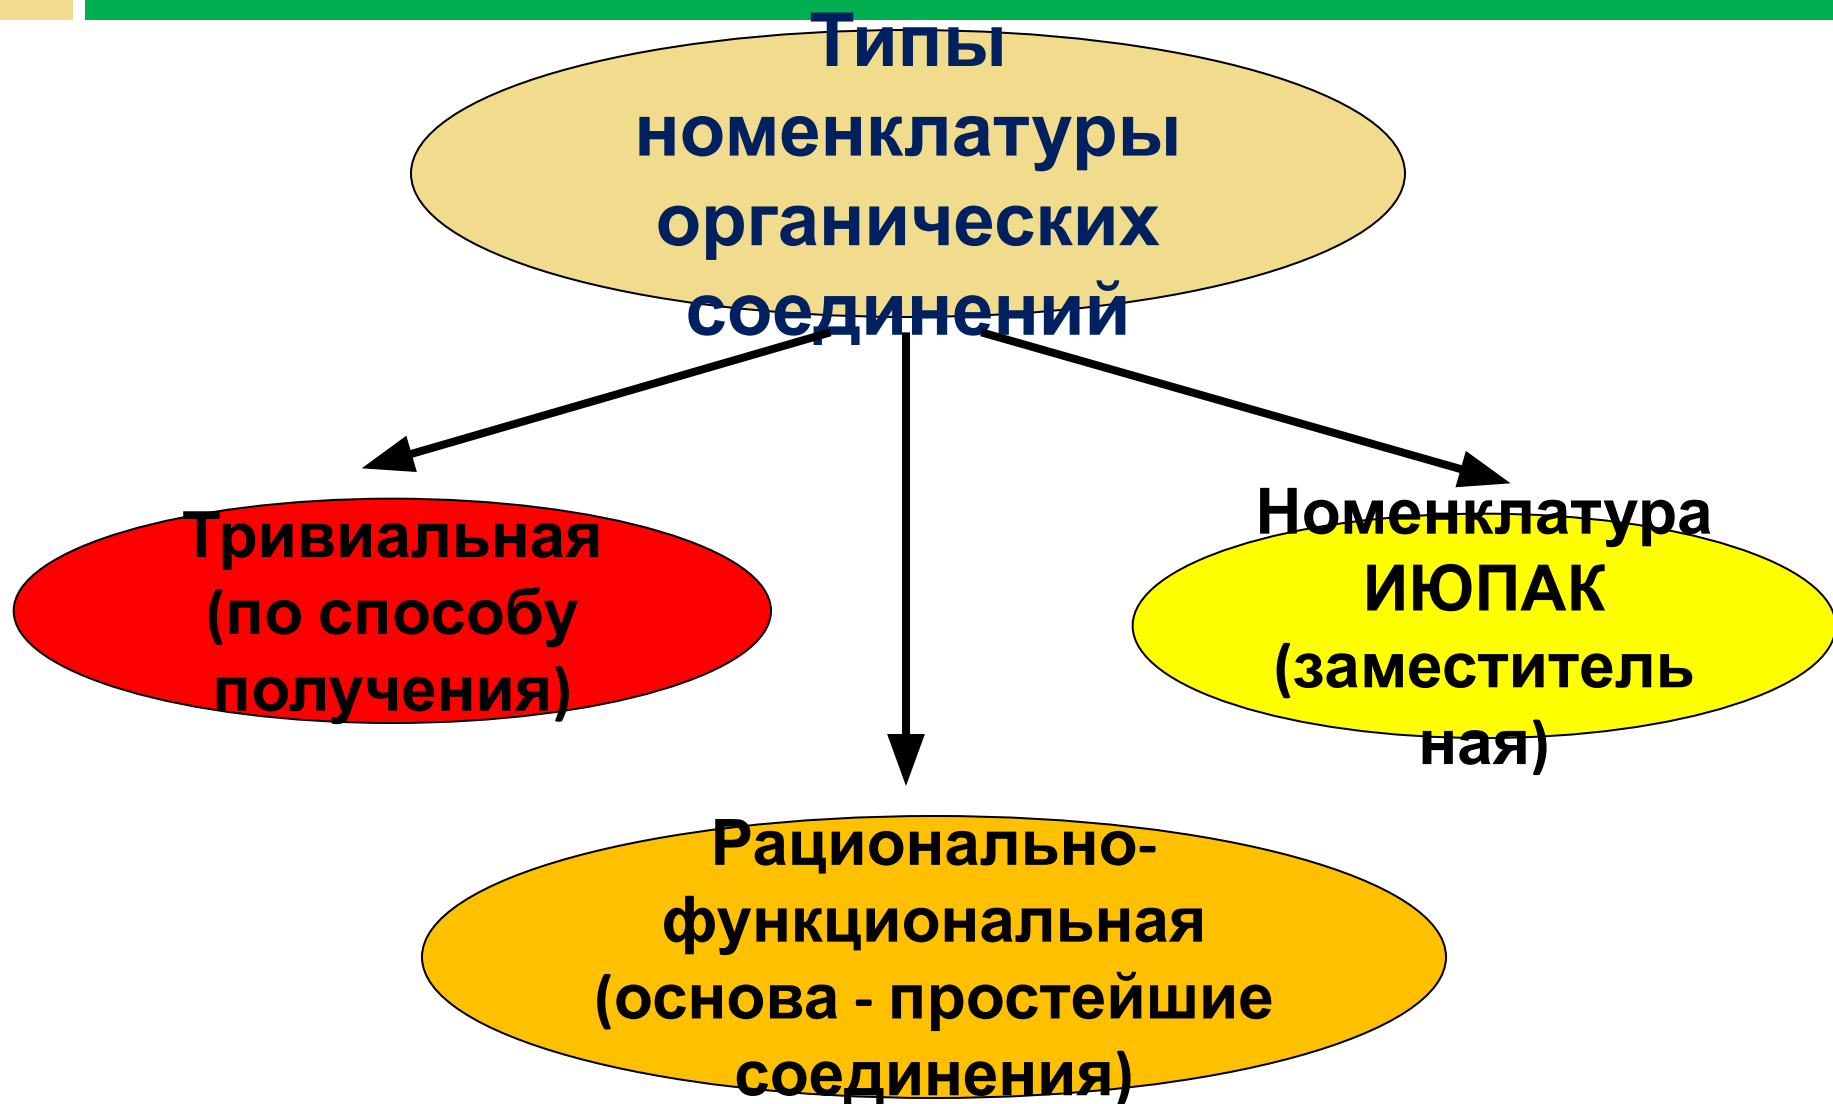 Типы
номенклатуры
органических
соединений
Тривиальная
(по способу
получения)
Номенклатура
ИЮПАК
(заместитель
ная)
Рационально-
функциональная
(основа - простейшие
соединения)